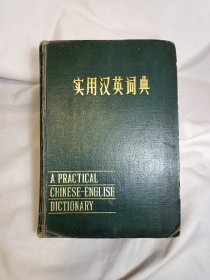 实用汉英词典
A PRACTICAL
CHINESE-ENGLISH
DICTIONARY